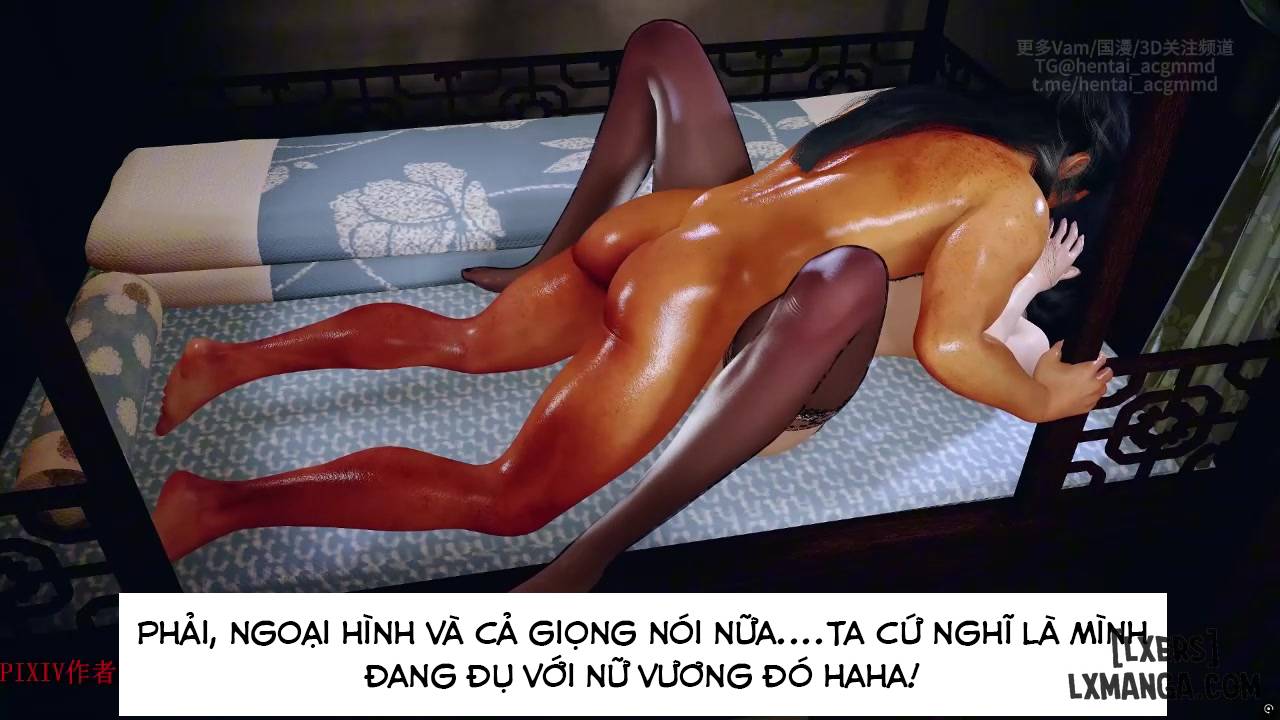 更多Vam/国漫/3D关注频道
TG@hentai_acgmmd
t.me/hentai_acgmmd
PHẢI, NGOẠI HÌNH VÀ CẢ GIỌNG NÓI NỮA....TA CỨ NGHĨ LÀ MÌNH
ĐANG ĐỤ VỚI NỮ VƯƠNG ĐÓ HAHA!
PIXIV作者
[LXERS]
LXMANGA.COM